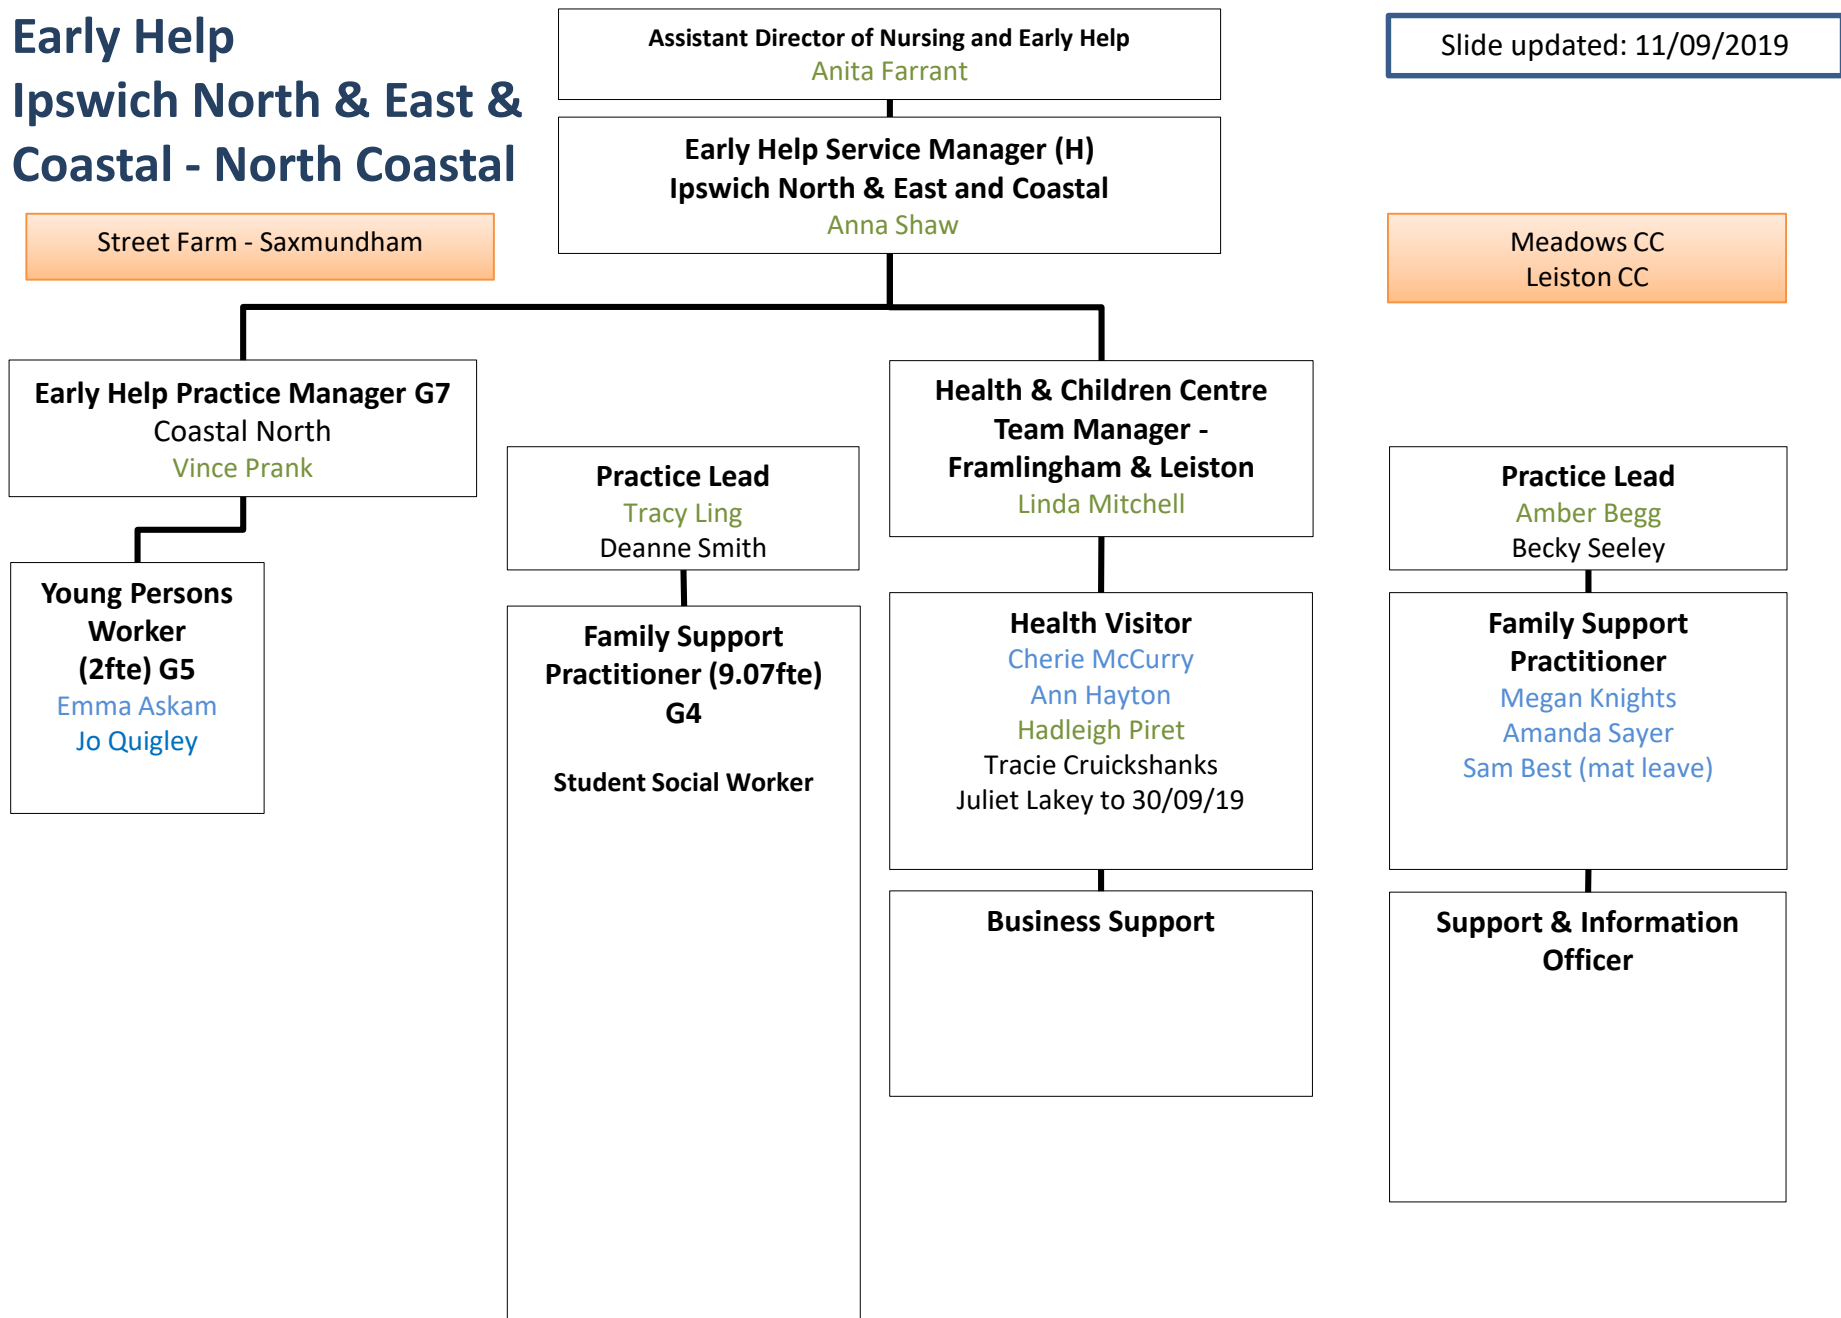 Early Help
Ipswich North & East &
Coastal - North Coastal
Assistant Director of Nursing and Early Help
Anita Farrant
Slide updated: 11/09/2019
Early Help Service Manager (H)
Ipswich North & East and Coastal
Anna Shaw
Street Farm - Saxmundham
Meadows CC
Leiston CC
Early Help Practice Manager G7
Coastal North
Vince Prank
Young Persons
Worker
(2fte) G5
Emma Askam
Jo Quigley
Practice Lead
Tracy Ling
Deanne Smith
Family Support
Practitioner (9.07fte)
G4
Student Social Worker
Health & Children Centre
Team Manager -
Framlingham & Leiston
Linda Mitchell
Health Visitor
Cherie McCurry
Ann Hayton
Hadleigh Piret
Tracie Cruickshanks
Juliet Lakey to 30/09/19
Business Support
Practice Lead
Amber Begg
Becky Seeley
Family Support
Practitioner
Megan Knights
Amanda Sayer
Sam Best (mat leave)
Support & Information
Officer